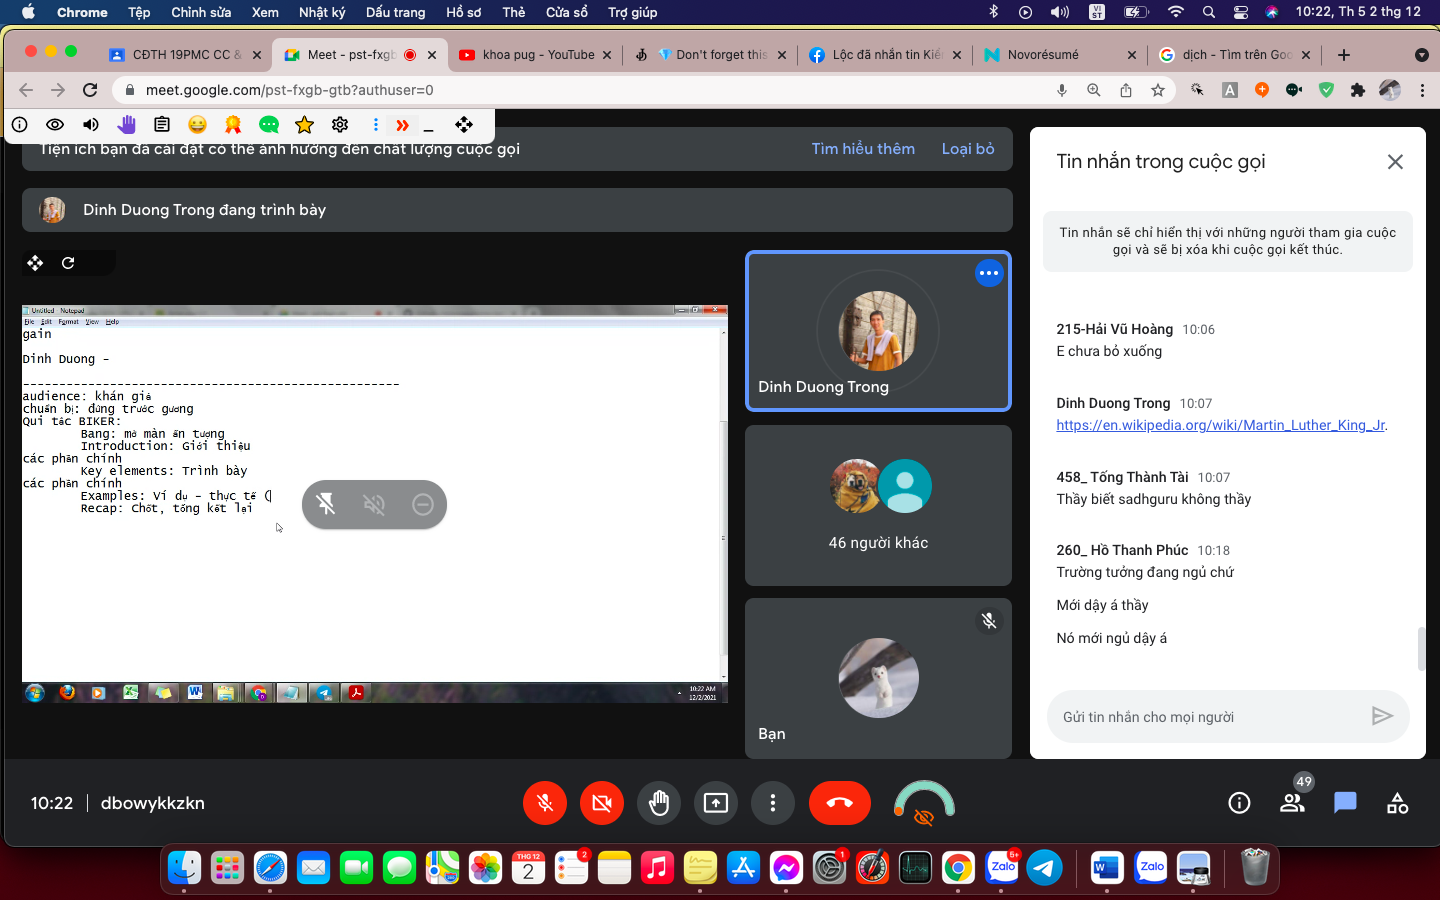 Chrome Tệp Chỉnh sửa Xem Nhật ký Dấu trang Hồ sơ Thẻ Cửa sổ Trợ giúp VI ST 10:22, Th 5 2 thg 12
CĐTH 19PMC CC & Meet - pst-fxgb khoa pug - YouTube Don't forget this Lộc đã nhắn tin Kiế Novorésumé dịch - Tìm trên Goo
meet.google.com/pst-fxgb-gtb?authuser=0
Tiện ích bạn đã cài đặt có thể ảnh hưởng đến chất lượng cuộc gọi Tìm hiểu thêm Loại bỏ
Dinh Duong Trong đang trình bày
Untitled - Notepad
File Edit Format View Help
gain
Dinh Duong -
----------------------------------------------------
audience: khán giả
chuẩn bị: đứng trước gương
Qui tắc BIKER:
Bang: mở màn ấn tượng
Introduction: Giới thiệu
các phần chính
Key elements: Trình bày
các phần chính
Examples: Ví dụ - thực tế (
Recap: Chốt, tổng kết lại
10:22 AM
12/2/2021
Dinh Duong Trong
46 người khác
Bạn
Tin nhắn trong cuộc gọi
Tin nhắn sẽ chỉ hiển thị với những người tham gia cuộc
gọi và sẽ bị xóa khi cuộc gọi kết thúc.
215-Hải Vũ Hoàng 10:06
E chưa bỏ xuống
Dinh Duong Trong 10:07
https://en.wikipedia.org/wiki/Martin_Luther_King_Jr.
458_ Tống Thành Tài 10:07
Thầy biết sadhguru không thầy
260_ Hồ Thanh Phúc 10:18
Trường tưởng đang ngủ chứ
Mới dậy á thầy
Nó mới ngủ dậy á
Gửi tin nhắn cho mọi người
10:22 dbowykkzkn
49
THG 12
2
2
1
Zalo
5+
Zalo